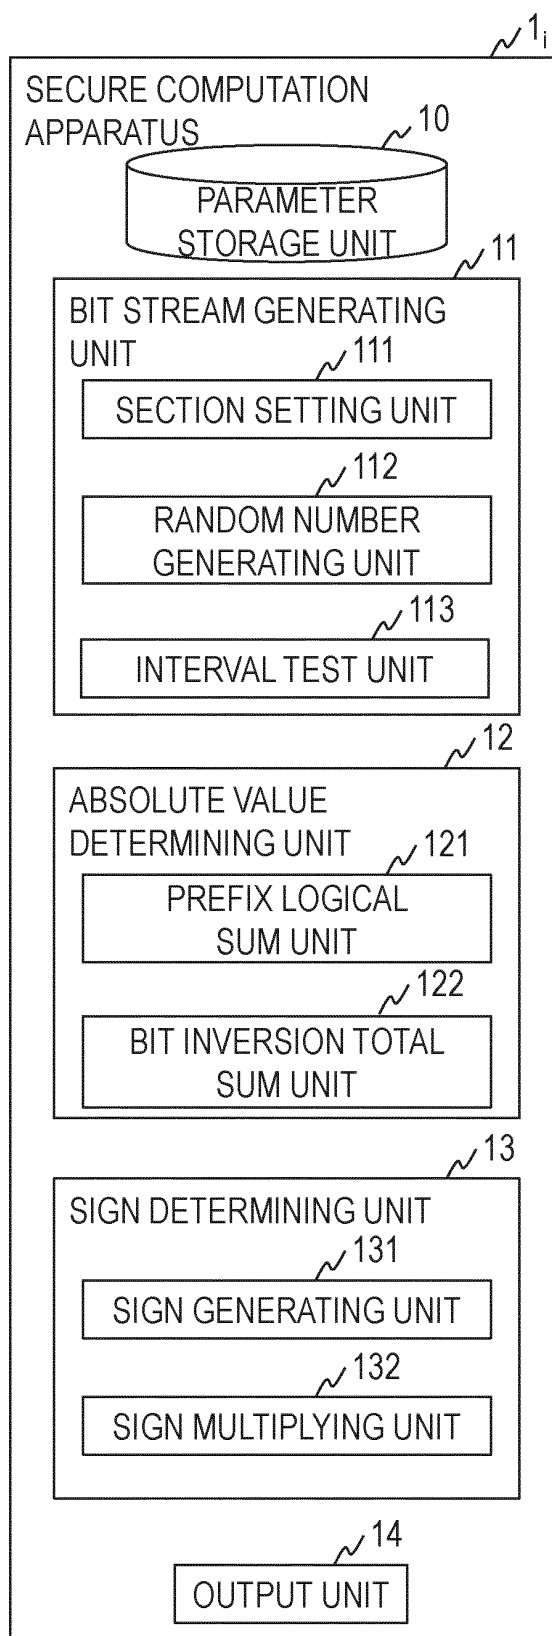 1i
SECURE COMPUTATION
APPARATUS
10
PARAMETER
STORAGE UNIT
11
BIT STREAM GENERATING
UNIT
111
SECTION SETTING UNIT
112
RANDOM NUMBER
GENERATING UNIT
113
INTERVAL TEST UNIT
12
ABSOLUTE VALUE
DETERMINING UNIT
121
PREFIX LOGICAL
SUM UNIT
122
BIT INVERSION TOTAL
SUM UNIT
13
SIGN DETERMINING UNIT
131
SIGN GENERATING UNIT
132
SIGN MULTIPLYING UNIT
14
OUTPUT UNIT